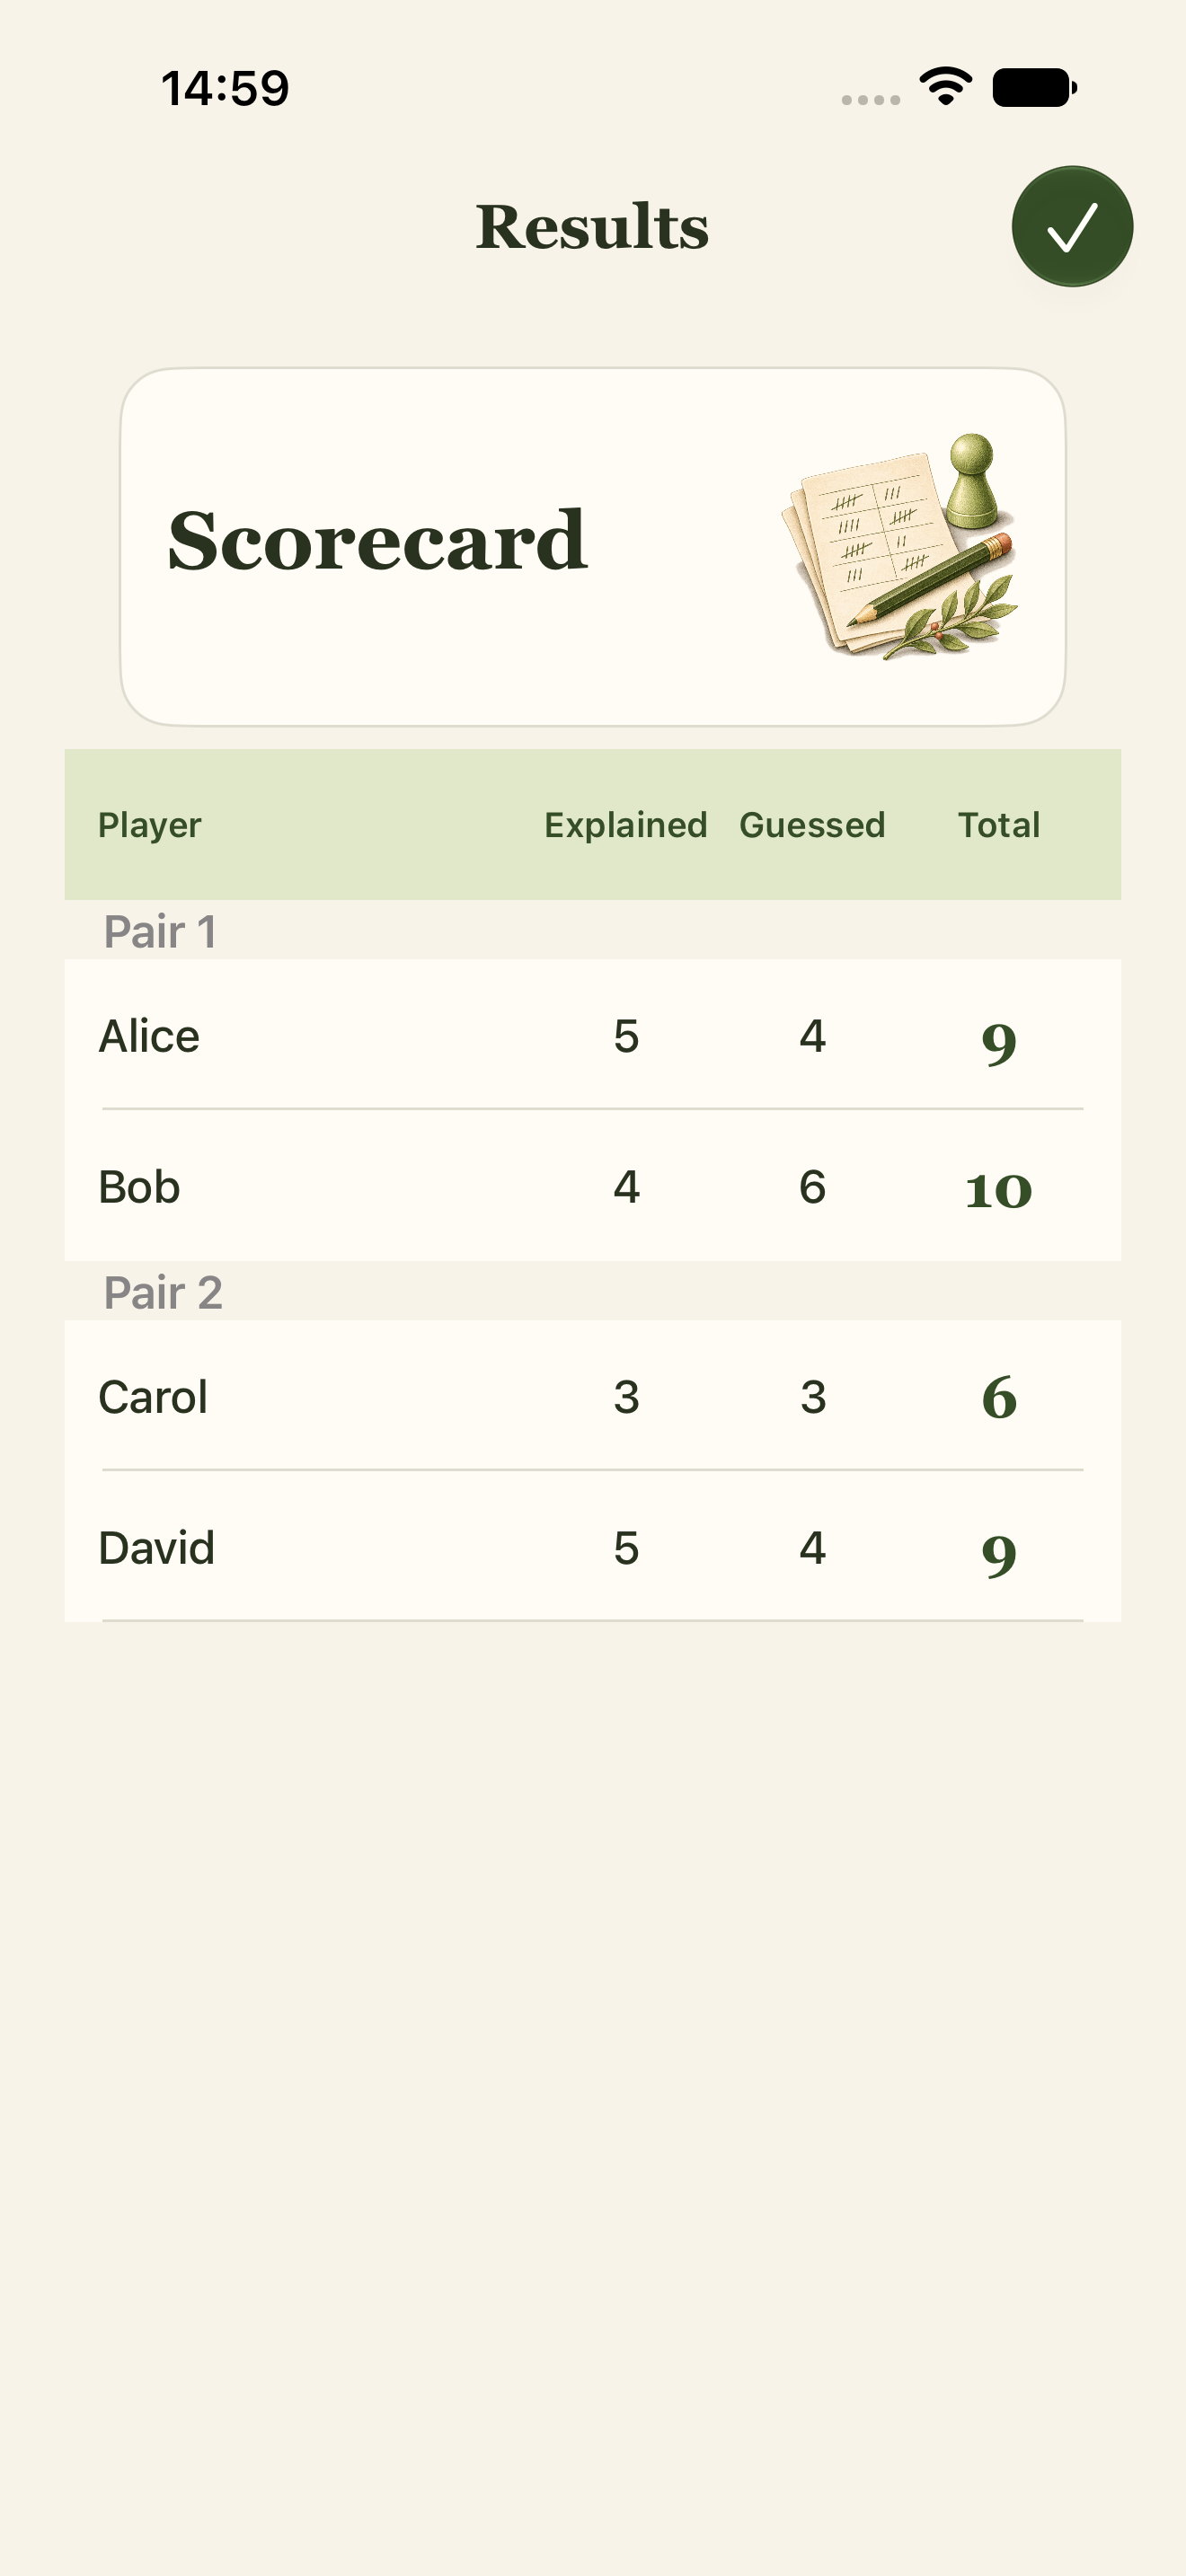 14:59
Results
Scorecard
Player Explained Guessed Total
Pair 1
Alice 5 4 9
Bob 4 6 10
Pair 2
Carol 3 3 6
David 5 4 9